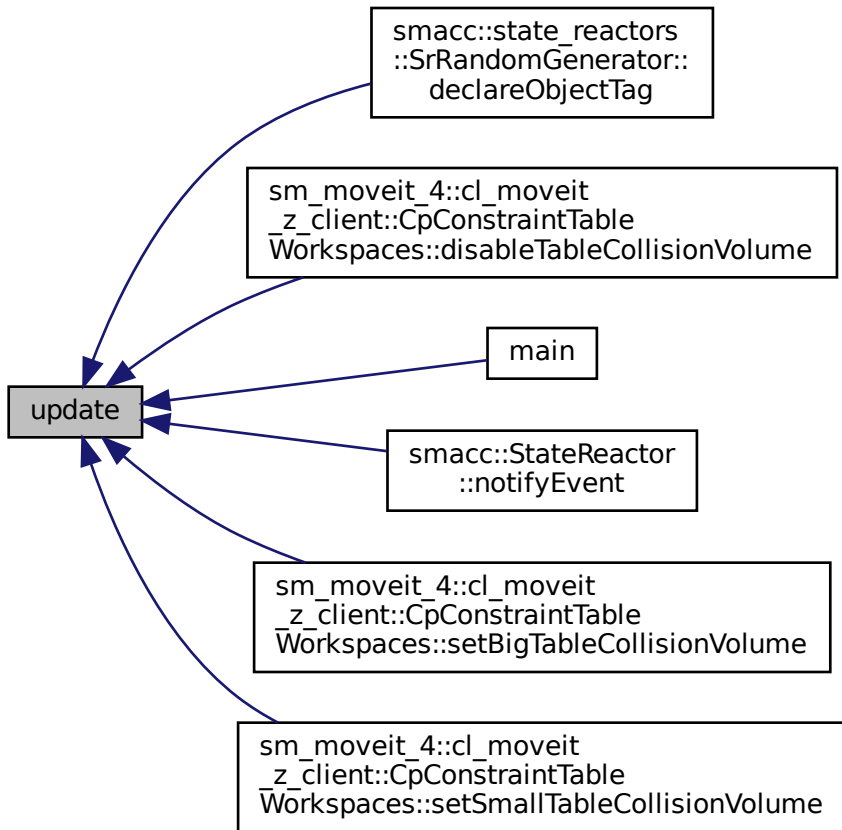 smacc::state_reactors
::SrRandomGenerator::
declareObjectTag
sm_moveit_4::cl_moveit
_z_client::CpConstraintTable
Workspaces::disableTableCollisionVolume
main
update
smacc::StateReactor
::notifyEvent
sm_moveit_4::cl_moveit
_z_client::CpConstraintTable
Workspaces::setBigTableCollisionVolume
sm_moveit_4::cl_moveit
_z_client::CpConstraintTable
Workspaces::setSmallTableCollisionVolume